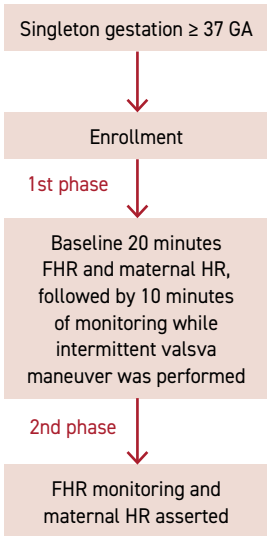 Singleton gestation ≥ 37 GA
Enrollment
1st phase
Baseline 20 minutes
FHR and maternal HR,
followed by 10 minutes
of monitoring while
intermittent valsva
maneuver was performed
2nd phase
FHR monitoring and
maternal HR asserted